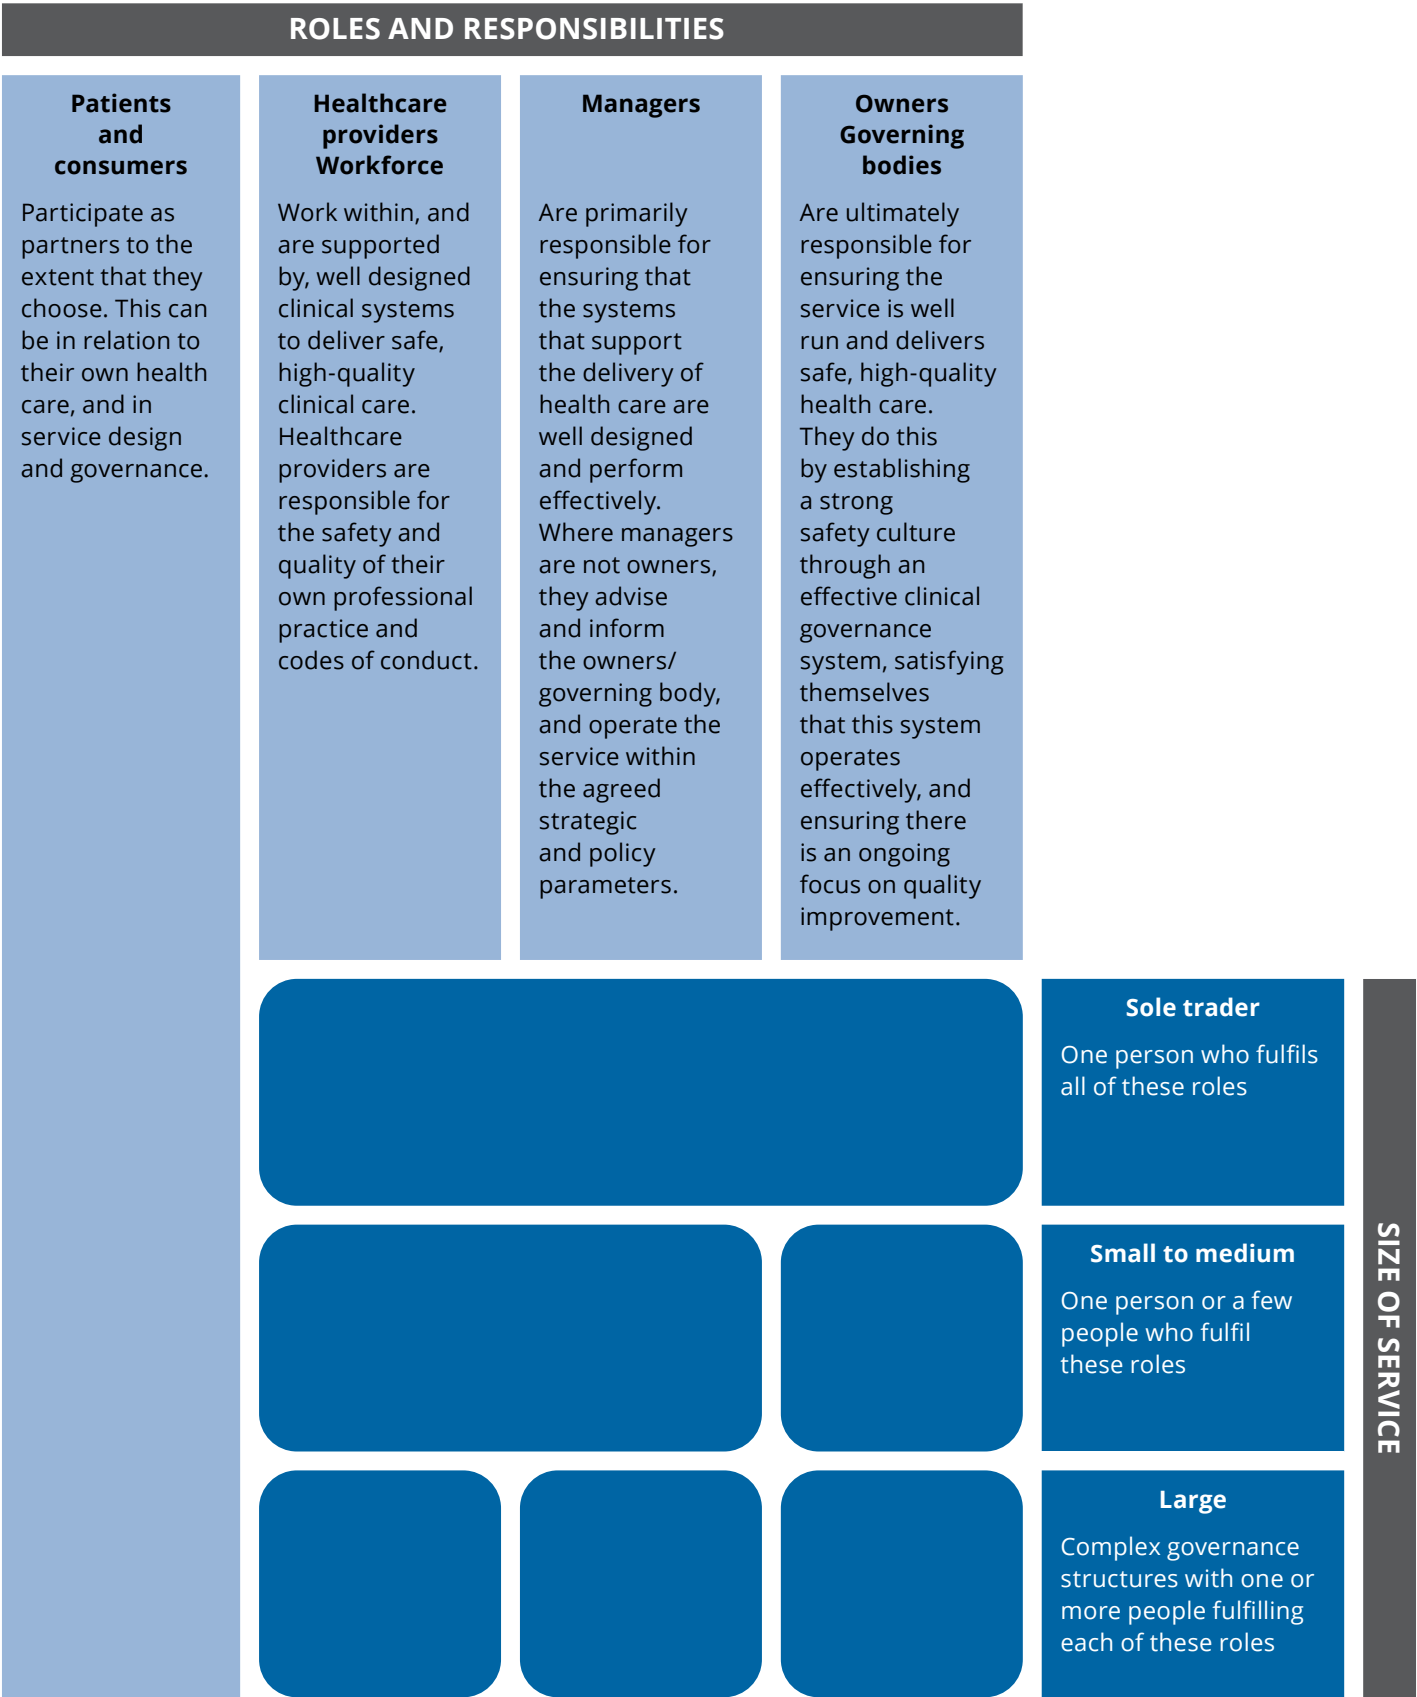 ROLES AND RESPONSIBILITIES
Patients
and
consumers
Participate as
partners to the
extent that they
choose. This can
be in relation to
their own health
care, and in
service design
and governance.
Healthcare
providers
Workforce
Work within, and
are supported
by, well designed
clinical systems
to deliver safe,
high-quality
clinical care.
Healthcare
providers are
responsible for
the safety and
quality of their
own professional
practice and
codes of conduct.
Managers
Are primarily
responsible for
ensuring that
the systems
that support
the delivery of
health care are
well designed
and perform
effectively.
Where managers
are not owners,
they advise
and inform
the owners/
governing body,
and operate the
service within
the agreed
strategic
and policy
parameters.
Owners
Governing
bodies
Are ultimately
responsible for
ensuring the
service is well
run and delivers
safe, high-quality
health care.
They do this
by establishing
a strong
safety culture
through an
effective clinical
governance
system, satisfying
themselves
that this system
operates
effectively, and
ensuring there
is an ongoing
focus on quality
improvement.
Sole trader
One person who fulfils
all of these roles
Small to medium
One person or a few
people who fulfil
these roles
Large
Complex governance
structures with one or
more people fulfilling
each of these roles
SIZE OF SERVICE